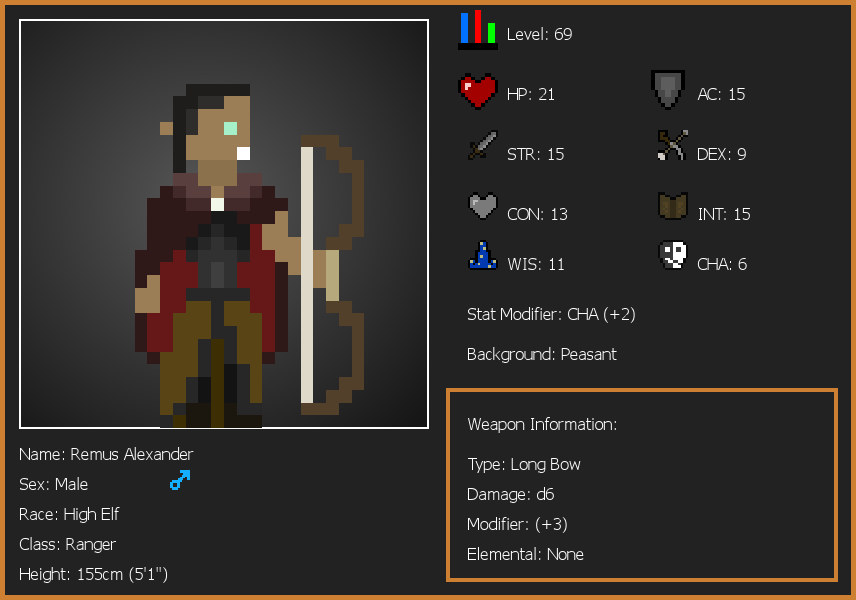 Level: 69
HP: 21
AC: 15
STR: 15
DEX: 9
CON: 13
INT: 15
WIS: 11
CHA: 6
Stat Modifier: CHA (+2)
Background: Peasant
Weapon Information:
Type: Long Bow
Damage: d6
Modifier: (+3)
Elemental: None
Name: Remus Alexander
Sex: Male
Race: High Elf
Class: Ranger
Height: 155cm (5'1")